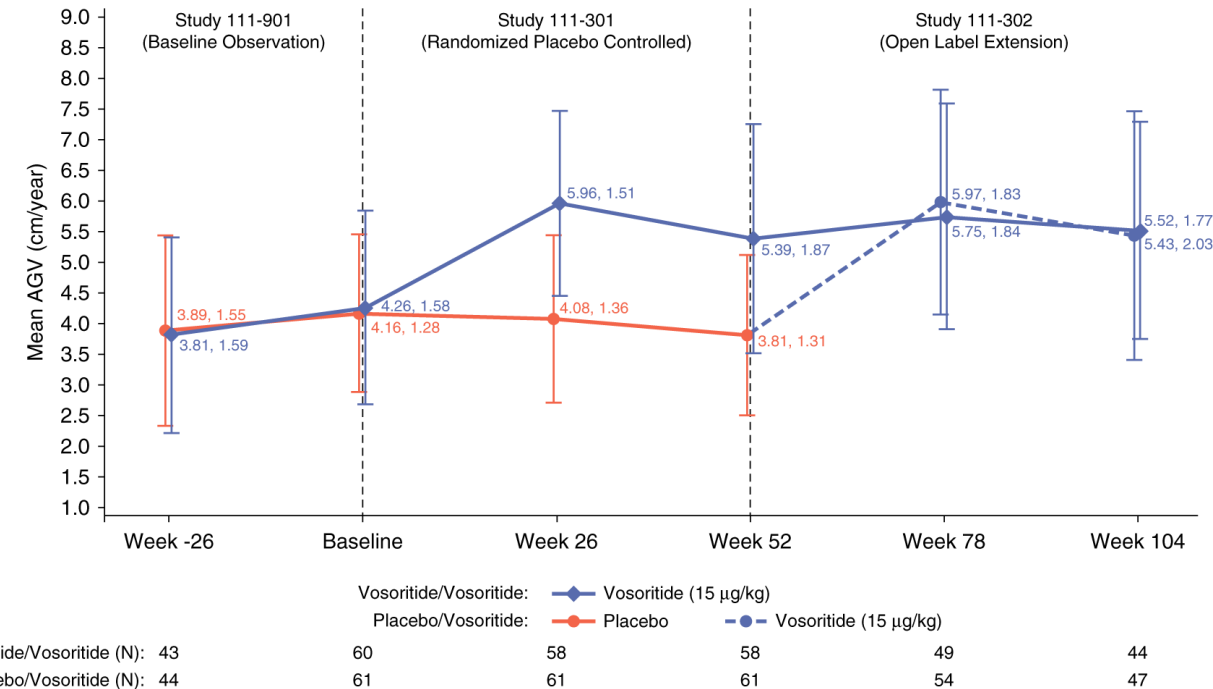 Study 111-901
(Baseline Observation)
Study 111-301
(Randomized Placebo Controlled)
Study 111-302
(Open Label Extension)
Mean AGV (cm/year)
9.0
8.5
8.0
7.5
7.0
6.5
6.0
5.5
5.0
4.5
4.0
3.5
3.0
2.5
2.0
1.5
1.0
3.89, 1.55
3.81, 1.59
4.26, 1.58
4.16, 1.28
5.96, 1.51
4.08, 1.36
5.39, 1.87
3.81, 1.31
5.97, 1.83
5.75, 1.84
5.52, 1.77
5.43, 2.03
Week -26 Baseline Week 26 Week 52 Week 78 Week 104
Vosoritide/Vosoritide: Vosoritide (15 µg/kg)
Placebo/Vosoritide: Placebo Vosoritide (15 µg/kg)
ide/Vosoritide (N): 43 60 58 58 49 44
ebo/Vosoritide (N): 44 61 61 61 54 47